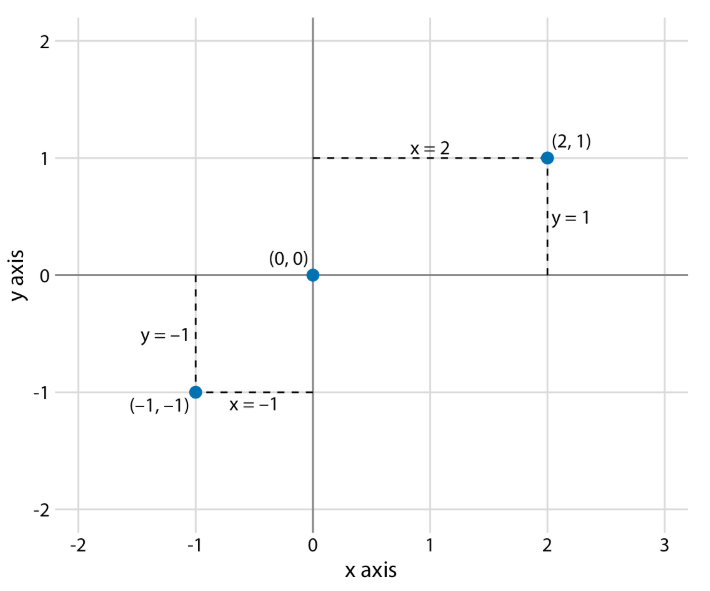 2
(2, 1)
x = 2
1
y = 1
(0, 0)
0
y axis
y = –1
-1
(–1, –1)
x = –1
-2
-2
-1
0
1
2
3
x axis